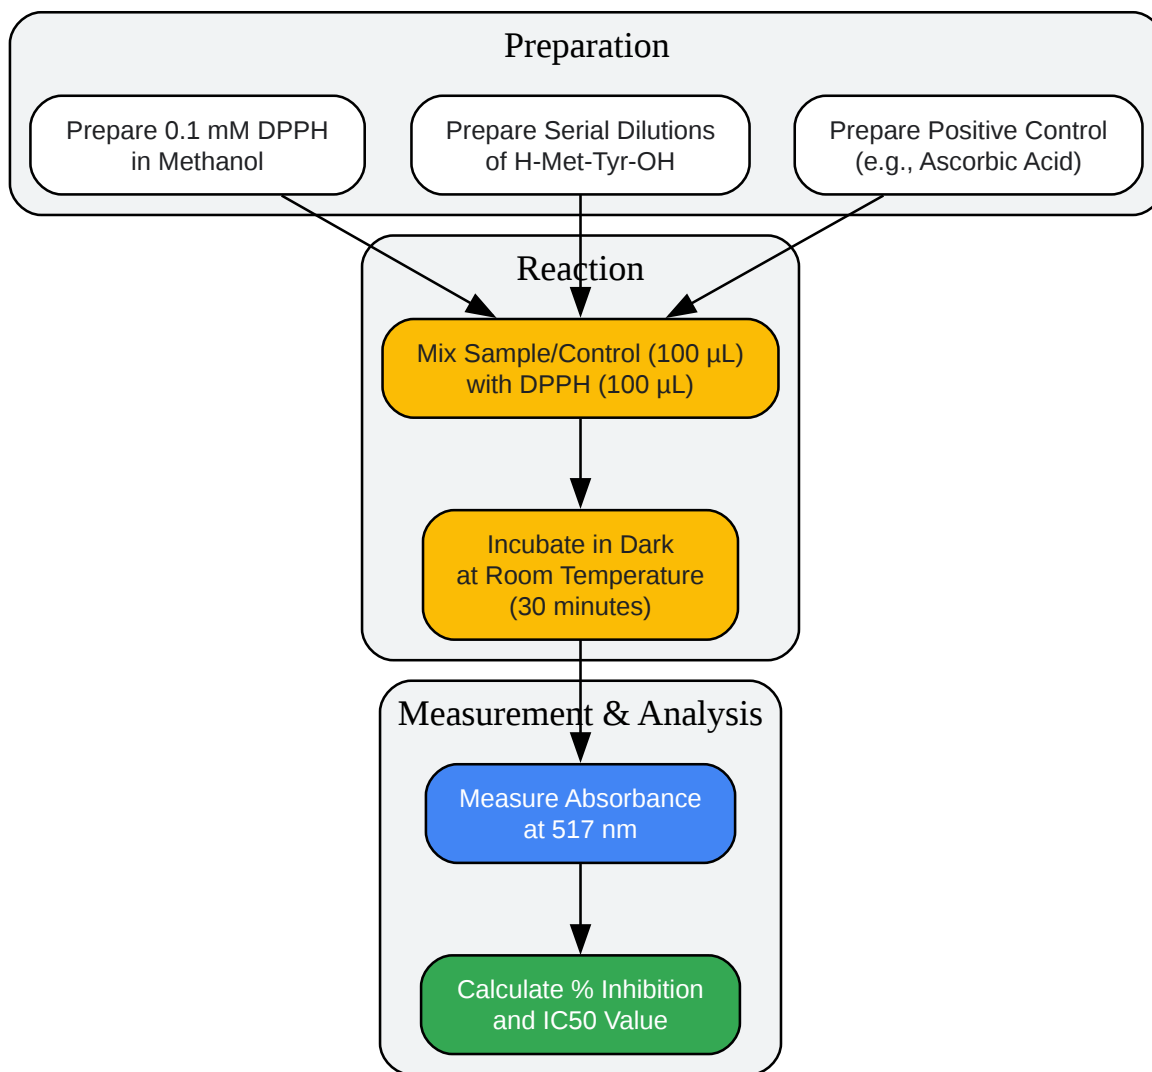 Preparation
Prepare 0.1 mM DPPH
in Methanol
Prepare Serial Dilutions
of H-Met-Tyr-OH
Prepare Positive Control
(e.g., Ascorbic Acid)
Reaction
Mix Sample/Control (100 µL)
with DPPH (100 µL)
Incubate in Dark
at Room Temperature
(30 minutes)
Measurement & Analysis
Measure Absorbance
at 517 nm
Calculate % Inhibition
and IC50 Value